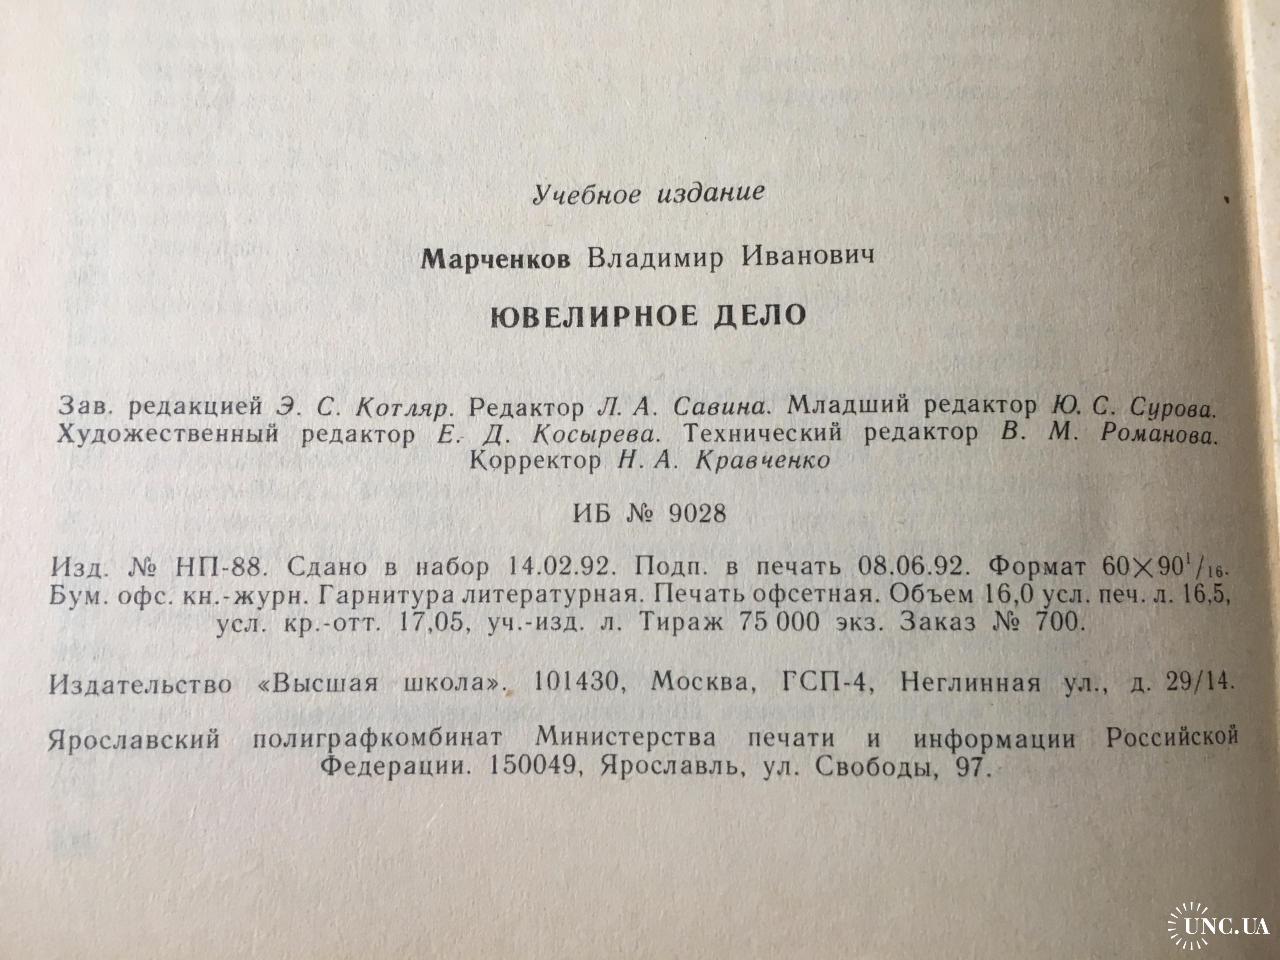 Учебное издание
Марченков Владимир Иванович
ЮВЕЛИРНОЕ ДЕЛО
Зав. редакцией Э. С. Котляр. Редактор Л. А. Савина. Младший редактор Ю. С. Сурова.
Художественный редактор Е. Д. Косырева. Технический редактор В. М. Романова.
Корректор Н. А. Кравченко
ИБ № 9028
Изд. № НП-88. Сдано в набор 14.02.92. Подп. в печать 08.06.92. Формат 60×90¹/₁₆.
Бум. офс. кн.-журн. Гарнитура литературная. Печать офсетная. Объем 16,0 усл. печ. л. 16,5,
усл. кр.-отт. 17,05, уч.-изд. л. Тираж 75 000 экз. Заказ № 700.
Издательство «Высшая школа». 101430, Москва, ГСП-4, Неглинная ул., д. 29/14.
Ярославский полиграфкомбинат Министерства печати и информации Российской
Федерации. 150049, Ярославль, ул. Свободы, 97.
UNC.UA